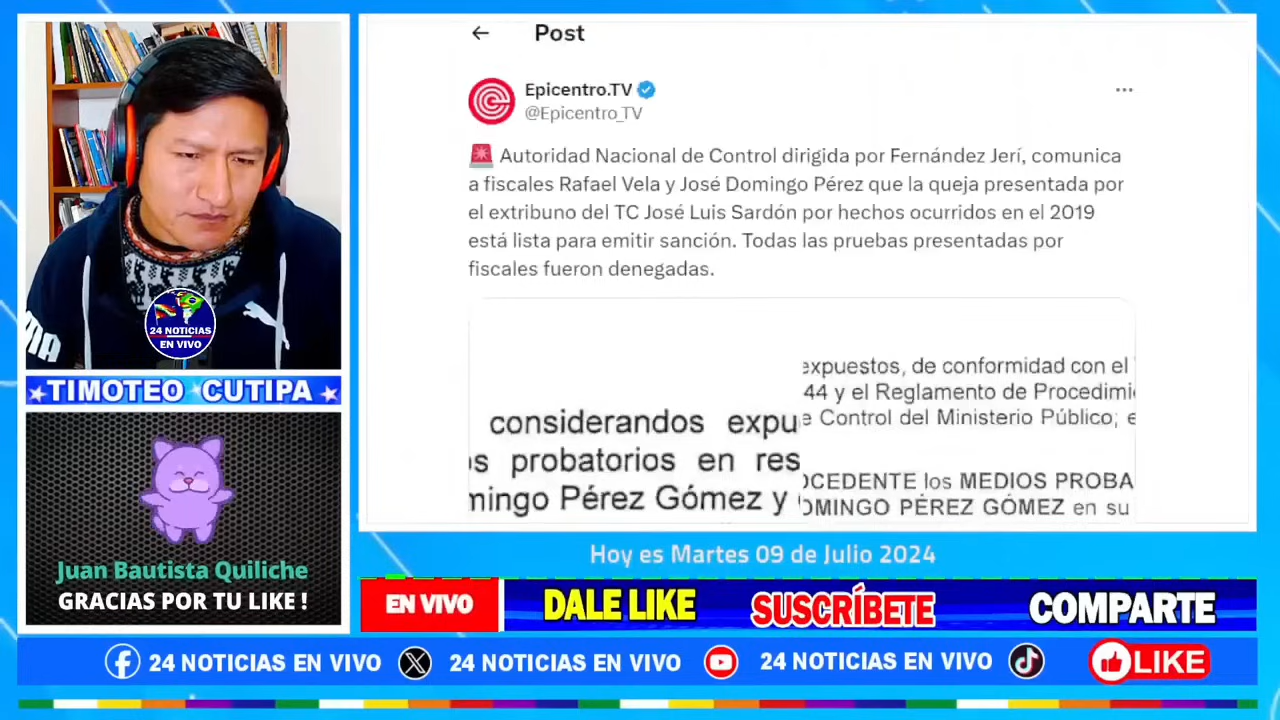 Post
Epicentro.TV
@Epicentro_TV
Autoridad Nacional de Control dirigida por Fernández Jerí, comunica
a fiscales Rafael Vela y José Domingo Pérez que la queja presentada por
el extribuno del TC José Luis Sardón por hechos ocurridos en el 2019
está lista para emitir sanción. Todas las pruebas presentadas por
fiscales fueron denegadas.
considerandos expu
os probatorios en res
mingo Pérez Gómez y
expuestos, de conformidad con el
44 y el Reglamento de Procedimi
e Control del Ministerio Público; e
OCEDENTE los MEDIOS PROBA
OMINGO PÉREZ GÓMEZ en su
24 NOTICIAS
EN VIVO
UMA
TIMOTEO CUTIPA
Juan Bautista Quiliche
GRACIAS POR TU LIKE !
Hoy es Martes 09 de Julio 2024
EN VIVO DALE LIKE SUSCRÍBETE COMPARTE
24 NOTICIAS EN VIVO 24 NOTICIAS EN VIVO 24 NOTICIAS EN VIVO LIKE